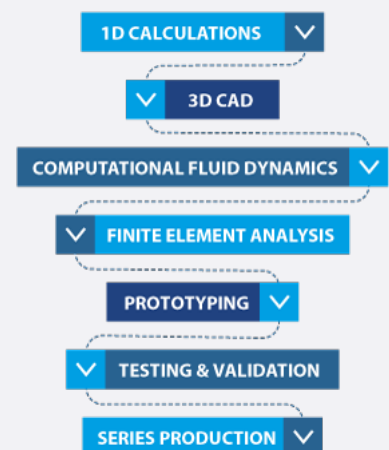 1D CALCULATIONS
3D CAD
COMPUTATIONAL FLUID DYNAMICS
FINITE ELEMENT ANALYSIS
PROTOTYPING
TESTING & VALIDATION
SERIES PRODUCTION